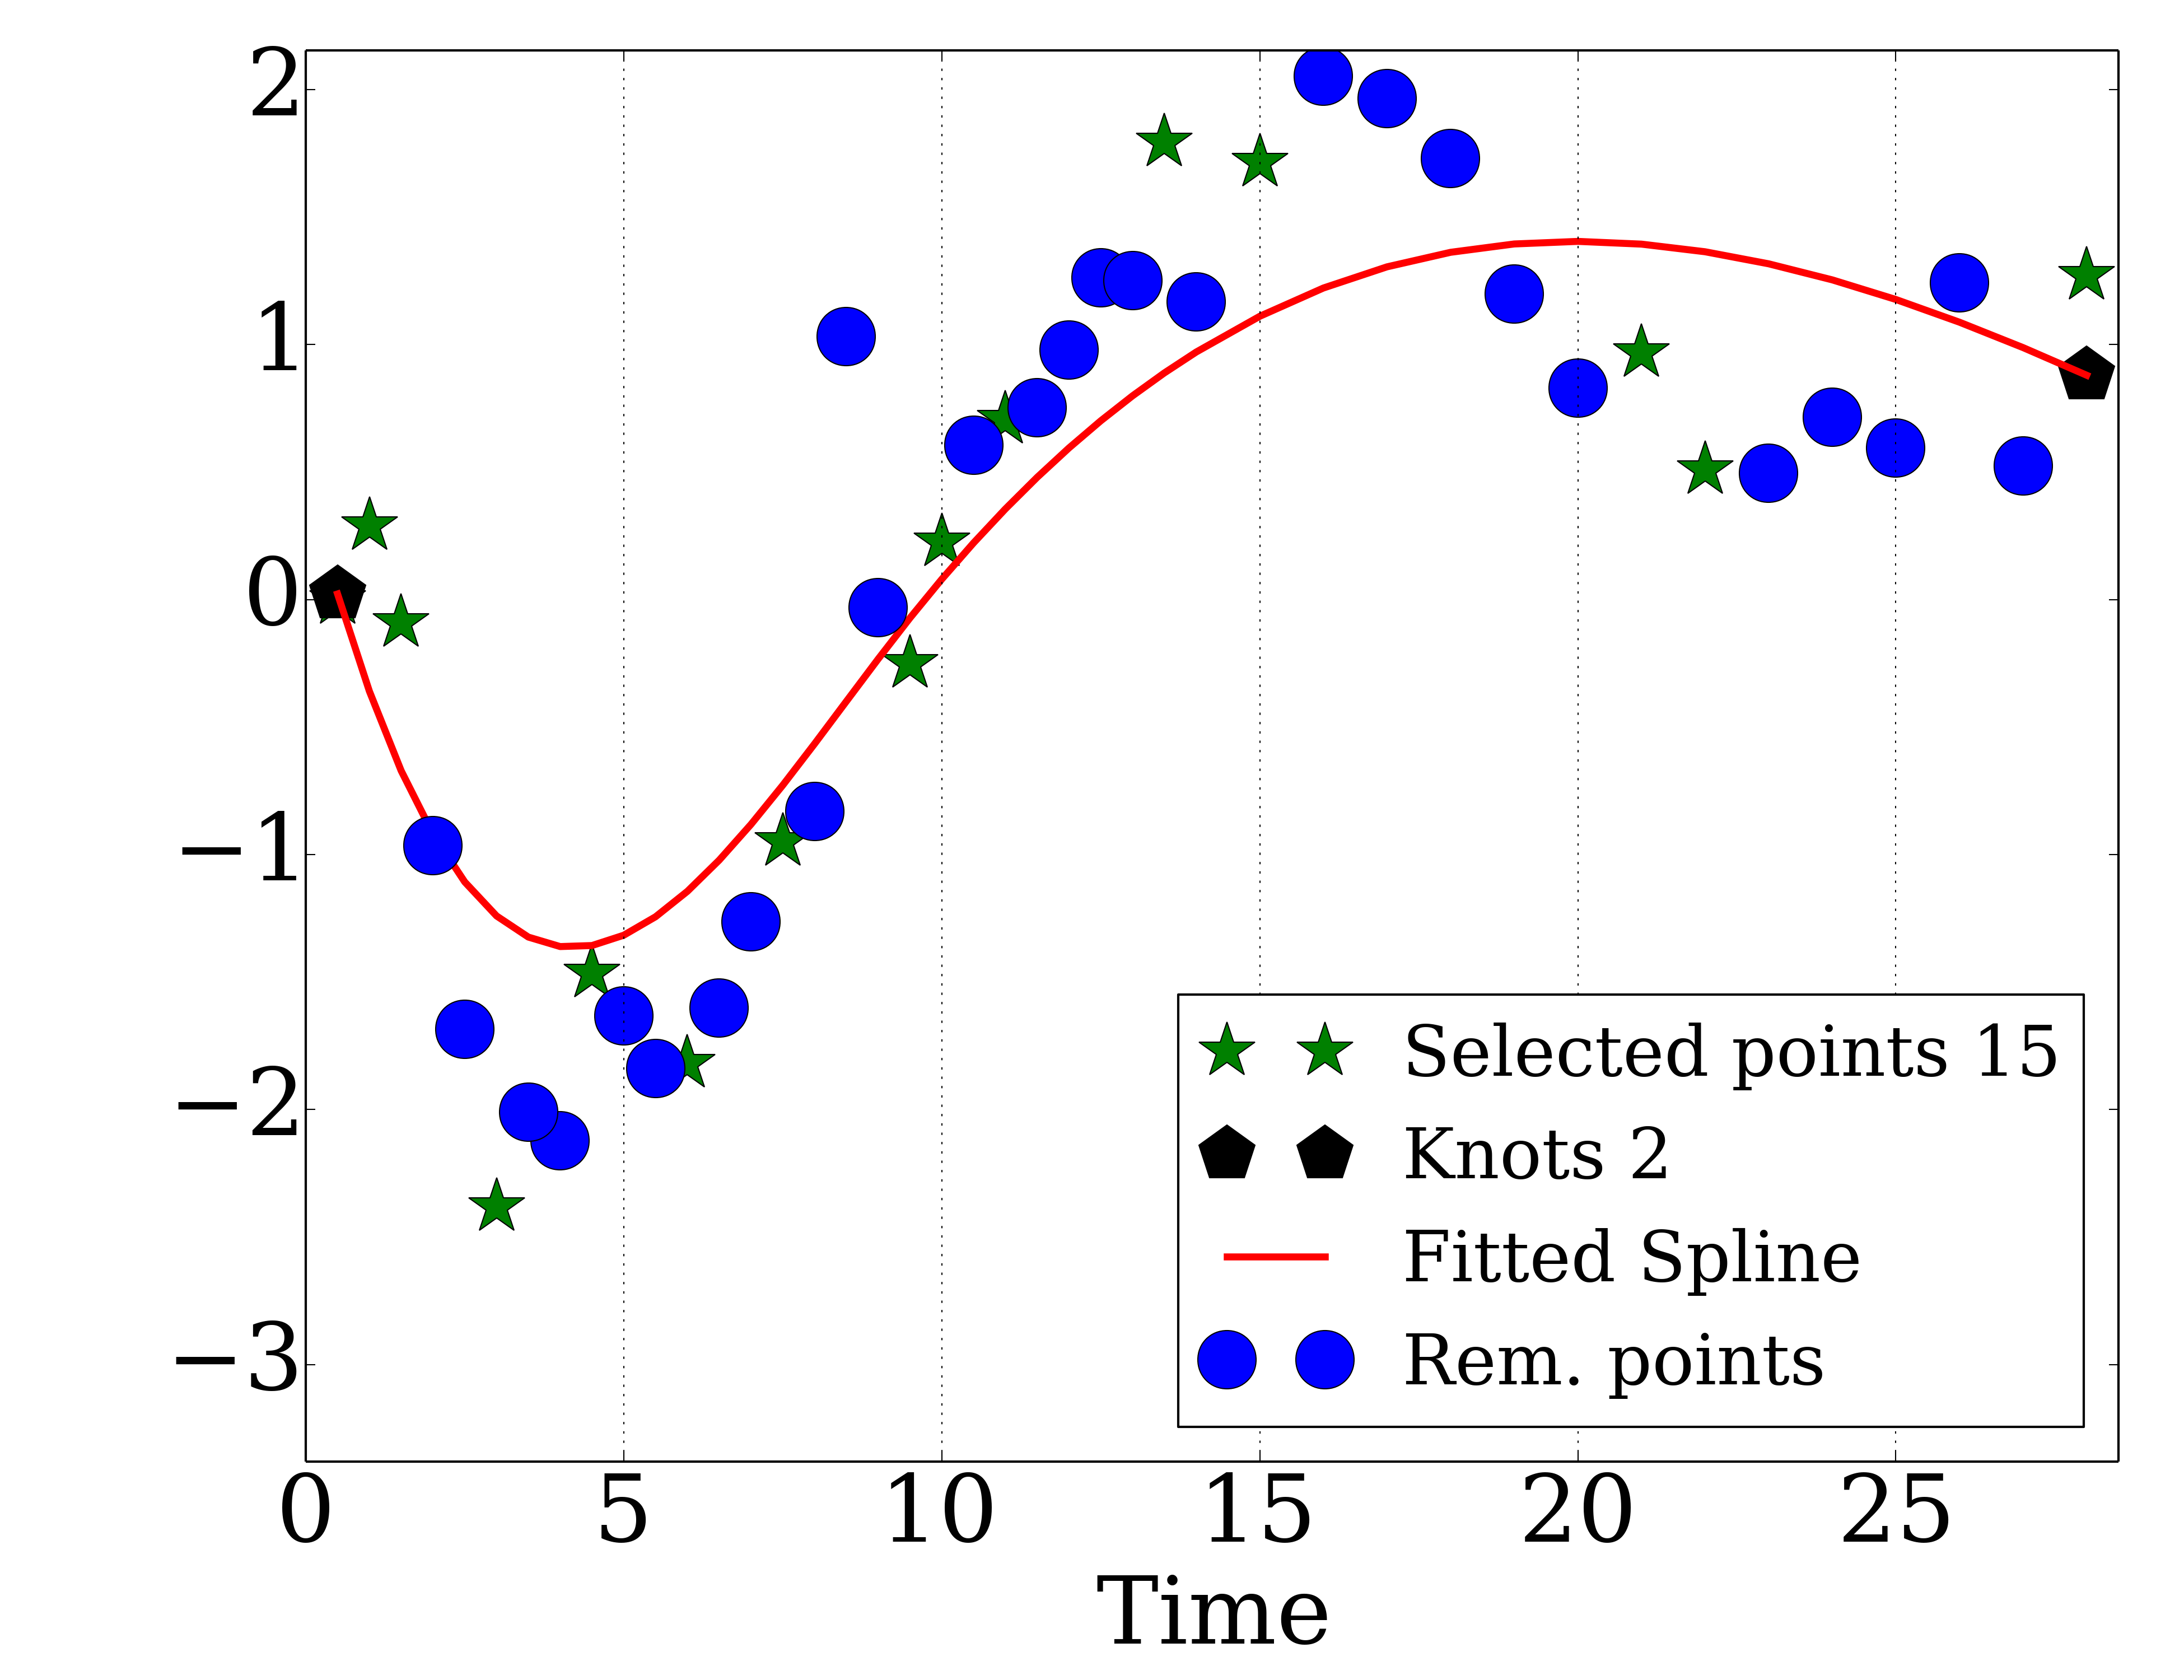 2
1
0
−1
−2
−3
0 5 10 15 20 25
Time
Selected points 15
Knots 2
Fitted Spline
Rem. points